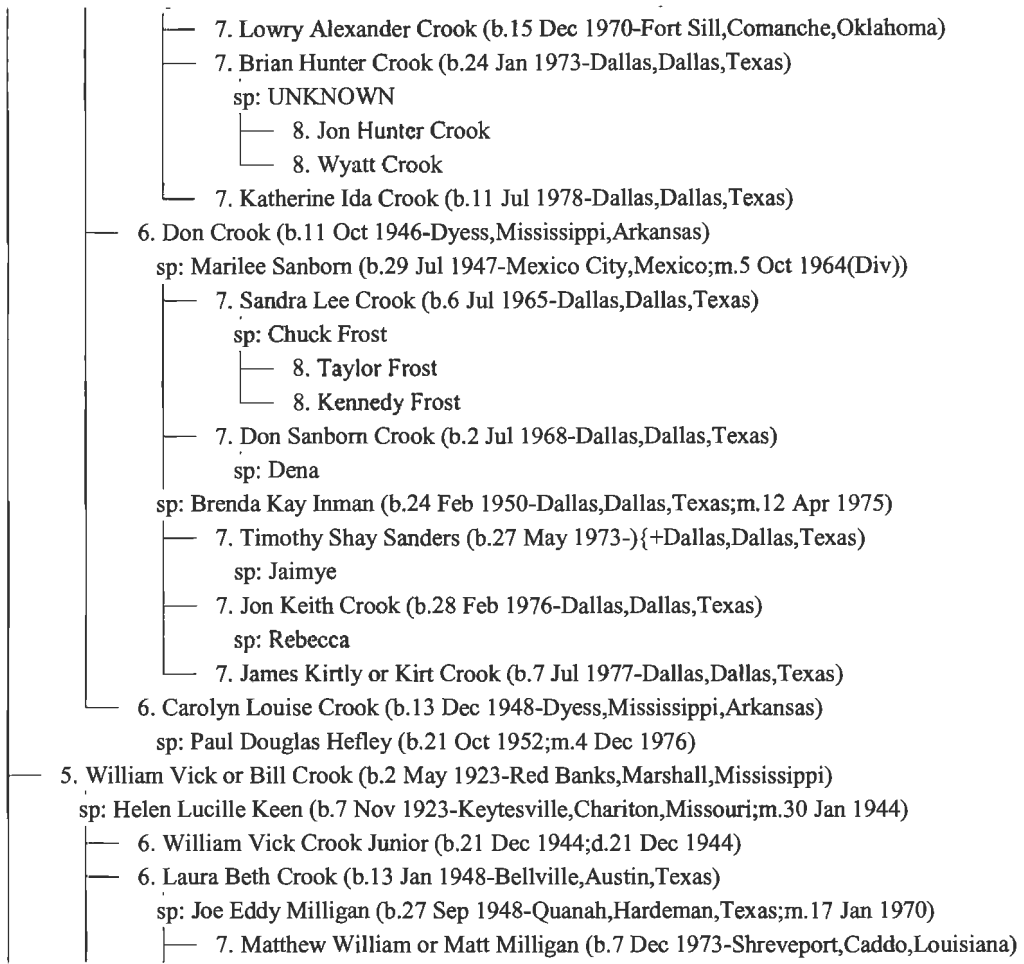 7. Lowry Alexander Crook (b.15 Dec 1970-Fort Sill,Comanche,Oklahoma)
7. Brian Hunter Crook (b.24 Jan 1973-Dallas,Dallas,Texas)
sp: UNKNOWN
8. Jon Hunter Crook
8. Wyatt Crook
7. Katherine Ida Crook (b.11 Jul 1978-Dallas,Dallas,Texas)
6. Don Crook (b.11 Oct 1946-Dyess,Mississippi,Arkansas)
sp: Marilee Sanborn (b.29 Jul 1947-Mexico City,Mexico;m.5 Oct 1964(Div))
7. Sandra Lee Crook (b.6 Jul 1965-Dallas,Dallas,Texas)
sp: Chuck Frost
8. Taylor Frost
8. Kennedy Frost
7. Don Sanborn Crook (b.2 Jul 1968-Dallas,Dallas,Texas)
sp: Dena
sp: Brenda Kay Inman (b.24 Feb 1950-Dallas,Dallas,Texas;m.12 Apr 1975)
7. Timothy Shay Sanders (b.27 May 1973-){+Dallas,Dallas,Texas)
sp: Jaimye
7. Jon Keith Crook (b.28 Feb 1976-Dallas,Dallas,Texas)
sp: Rebecca
7. James Kirtly or Kirt Crook (b.7 Jul 1977-Dallas,Dallas,Texas)
6. Carolyn Louise Crook (b.13 Dec 1948-Dyess,Mississippi,Arkansas)
sp: Paul Douglas Hefley (b.21 Oct 1952;m.4 Dec 1976)
5. William Vick or Bill Crook (b.2 May 1923-Red Banks,Marshall,Mississippi)
sp: Helen Lucille Keen (b.7 Nov 1923-Keytesville,Chariton,Missouri;m.30 Jan 1944)
6. William Vick Crook Junior (b.21 Dec 1944;d.21 Dec 1944)
6. Laura Beth Crook (b.13 Jan 1948-Bellville,Austin,Texas)
sp: Joe Eddy Milligan (b.27 Sep 1948-Quanah,Hardeman,Texas;m.17 Jan 1970)
7. Matthew William or Matt Milligan (b.7 Dec 1973-Shreveport,Caddo,Louisiana)